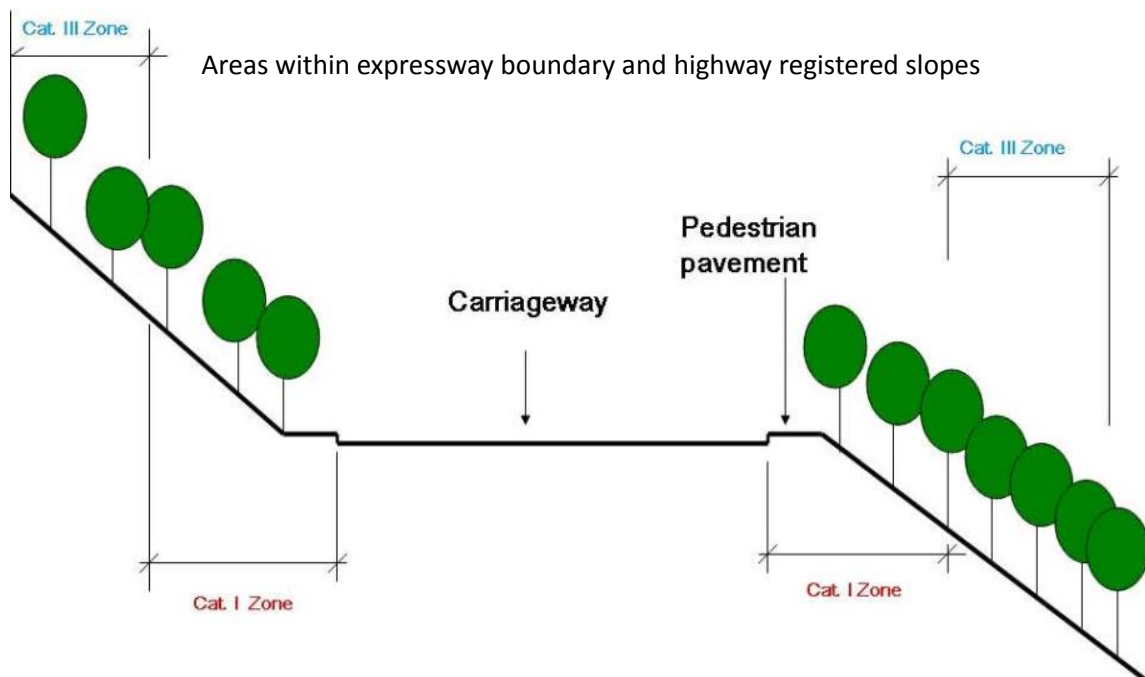 Cat. III Zone
Areas within expressway boundary and highway registered slopes
Cat. III Zone
Pedestrian
pavement
Carriageway
Cat. I Zone
Cat. I Zone